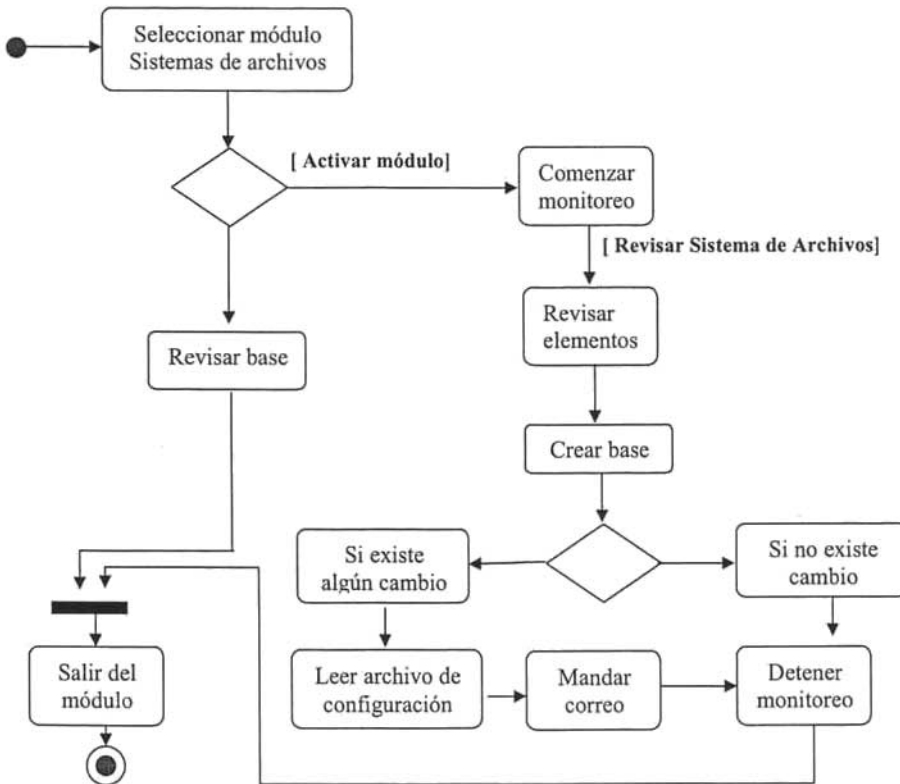 Seleccionar módulo
Sistemas de archivos
[ Activar módulo]
Comenzar
monitoreo
[ Revisar Sistema de Archivos]
Revisar
elementos
Revisar base
Crear base
Si existe
algún cambio
Si no existe
cambio
Salir del
módulo
Leer archivo de
configuración
Mandar
correo
Detener
monitoreo